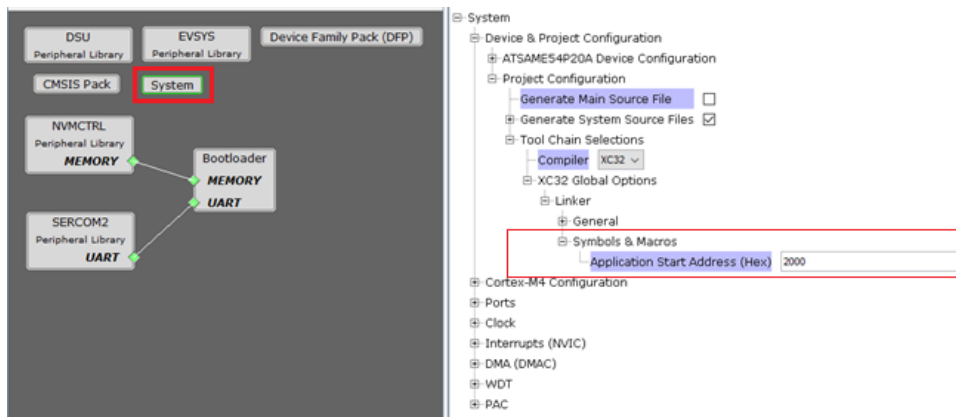 DSU
Peripheral Library
EVSYS
Peripheral Library
Device Family Pack (DFP)
CMSIS Pack
System
NVMCTRL
Peripheral Library
MEMORY
Bootloader
MEMORY
UART
SERCOM2
Peripheral Library
UART
System
Device & Project Configuration
ATSAME54P20A Device Configuration
Project Configuration
Generate Main Source File
Generate System Source Files
Tool Chain Selections
Compiler XC32
XC32 Global Options
Linker
General
Symbols & Macros
Application Start Address (Hex) 2000
Cortex-M4 Configuration
Ports
Clock
Interrupts (NVIC)
DMA (DMAC)
WDT
PAC